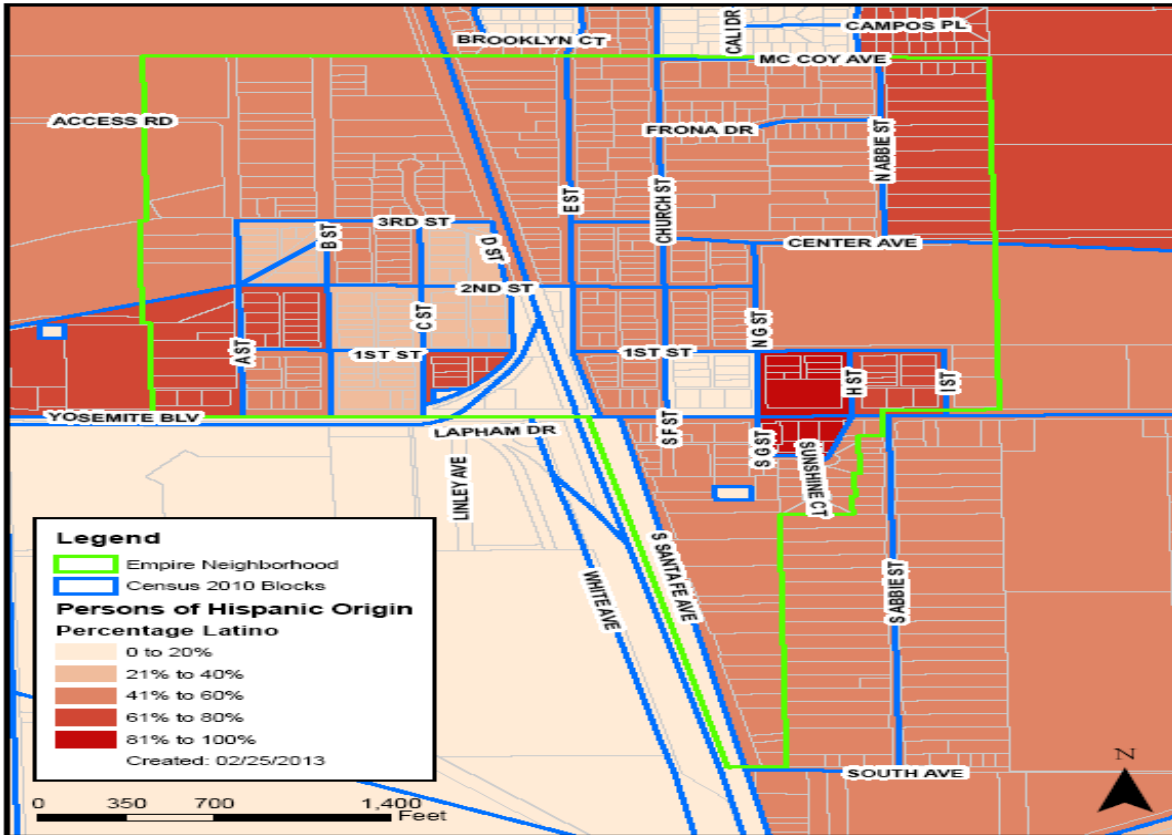 BROOKLYN CT
CALI DR
CAMPOS PL
MC COY AVE
ACCESS RD
FRONA DR
N ABBIE ST
E ST
CHURCH ST
3RD ST
B ST
D ST
CENTER AVE
2ND ST
C ST
N G ST
A ST
1ST ST
1ST ST
H ST
I ST
YOSEMITE BLV
LAPHAM DR
S F ST
S G ST
SUNSHINE CT
LINLEY AVE
S SANTA FE AVE
WHITE AVE
S ABBIE ST
SOUTH AVE
Legend
Empire Neighborhood
Census 2010 Blocks
Persons of Hispanic Origin
Percentage Latino
0 to 20%
21% to 40%
41% to 60%
61% to 80%
81% to 100%
Created: 02/25/2013
0 350 700 1,400
Feet
N